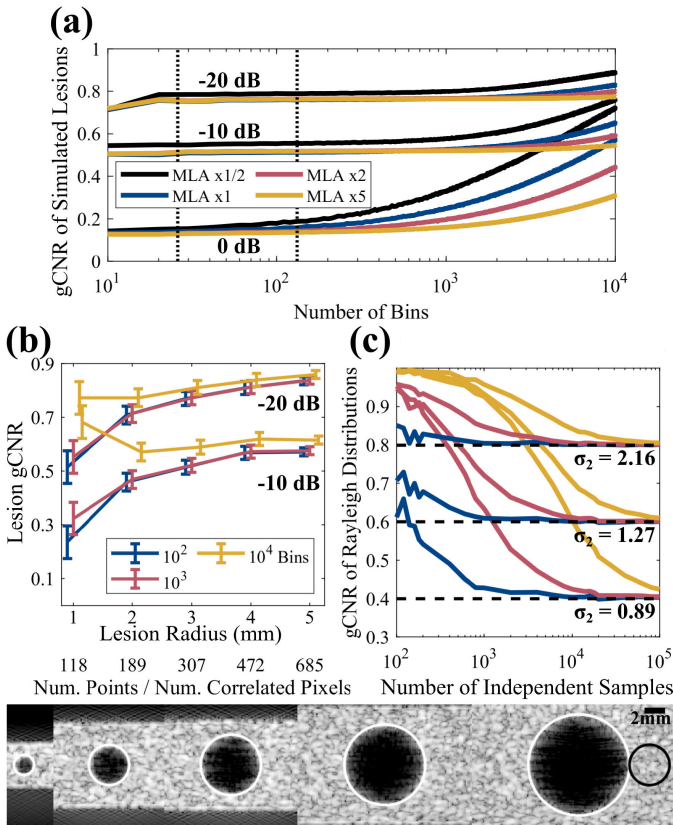 (a)
gCNR of Simulated Lesions
1
0.8
0.6
0.4
0.2
0
-20 dB
-10 dB
0 dB
MLA x1/2
MLA x2
MLA x1
MLA x5
10^1
10^2
10^3
10^4
Number of Bins
(b)
Lesion gCNR
0.9
0.7
0.5
0.3
0.1
-20 dB
-10 dB
10^2
10^4 Bins
10^3
1 2 3 4 5
Lesion Radius (mm)
118 189 307 472 685
Num. Points / Num. Correlated Pixels
(c)
gCNR of Rayleigh Distributions
0.9
0.8
0.7
0.6
0.5
0.4
0.3
σ2 = 2.16
σ2 = 1.27
σ2 = 0.89
10^2 10^3 10^4 10^5
Number of Independent Samples
2mm